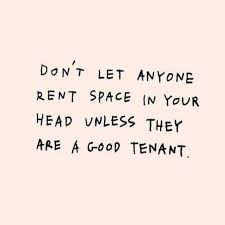 DON'T LET ANYONE
RENT SPACE IN YOUR
HEAD UNLESS THEY
ARE A GOOD TENANT.